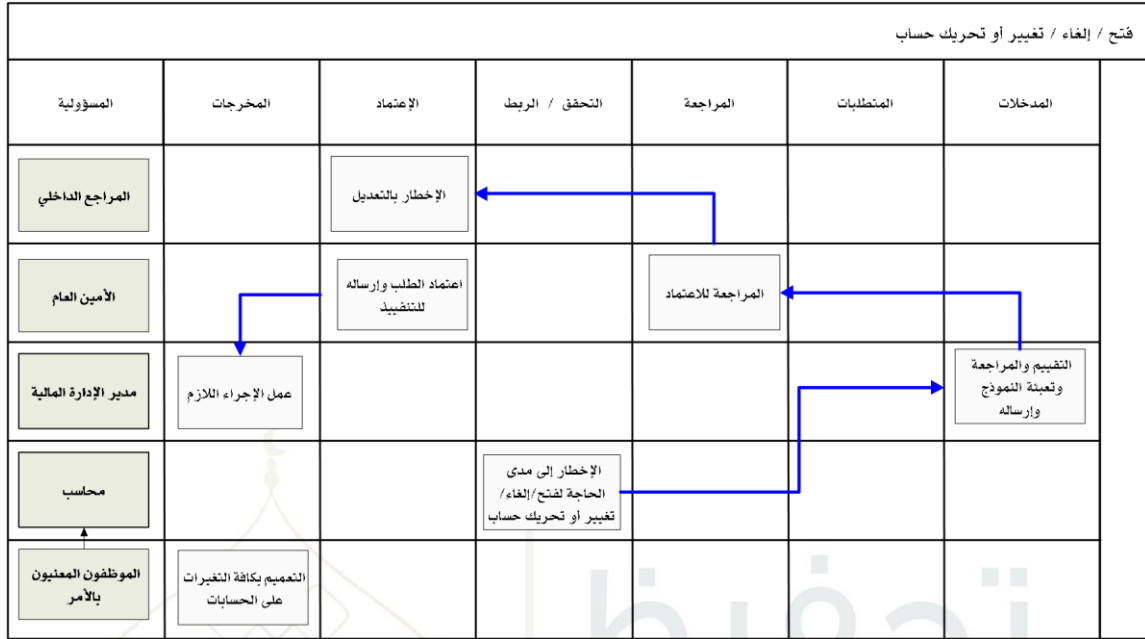 فتح / إلغاء / تغيير أو تحريك حساب
المدخلات
المتطلبات
المراجعة
التحقق / الربط
الإعتماد
المخرجات
المسؤولية
الإخطار بالتعديل
المراجع الداخلي
المراجعة للاعتماد
اعتماد الطلب وإرساله
للتنفييذ
الأمين العام
التقييم والمراجعة
وتعبئة النموذج
وإرساله
عمل الإجراء اللازم
مدير الإدارة المالية
الإخطار إلى مدى
الحاجة لفتح/إلغاء/
تغيير أو تحريك حساب
محاسب
التعميم بكافة التغيرات
على الحسابات
الموظفون المعنيون
بالأمر